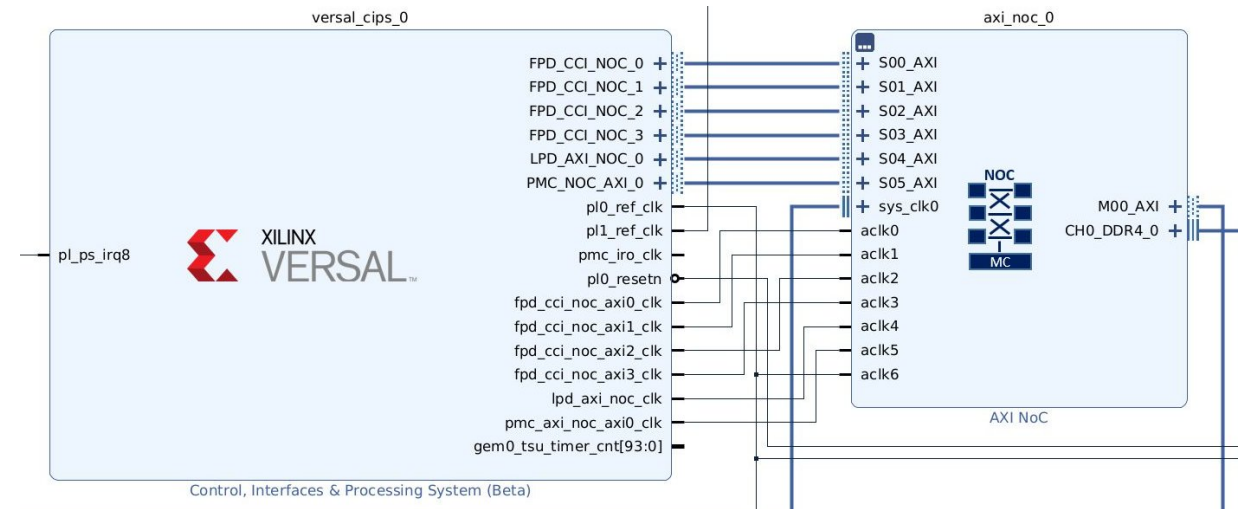 versal_cips_0
FPD_CCI_NOC_0
FPD_CCI_NOC_1
FPD_CCI_NOC_2
FPD_CCI_NOC_3
LPD_AXI_NOC_0
PMC_NOC_AXI_0
pl0_ref_clk
pl1_ref_clk
pmc_iro_clk
pl0_resetn
fpd_cci_noc_axi0_clk
fpd_cci_noc_axi1_clk
fpd_cci_noc_axi2_clk
fpd_cci_noc_axi3_clk
lpd_axi_noc_clk
pmc_axi_noc_axi0_clk
gem0_tsu_timer_cnt[93:0]
pl_ps_irq8
XILINX
VERSAL™
Control, Interfaces & Processing System (Beta)
axi_noc_0
S00_AXI
S01_AXI
S02_AXI
S03_AXI
S04_AXI
S05_AXI
sys_clk0
aclk0
aclk1
aclk2
aclk3
aclk4
aclk5
aclk6
NOC
MC
M00_AXI
CH0_DDR4_0
AXI NoC